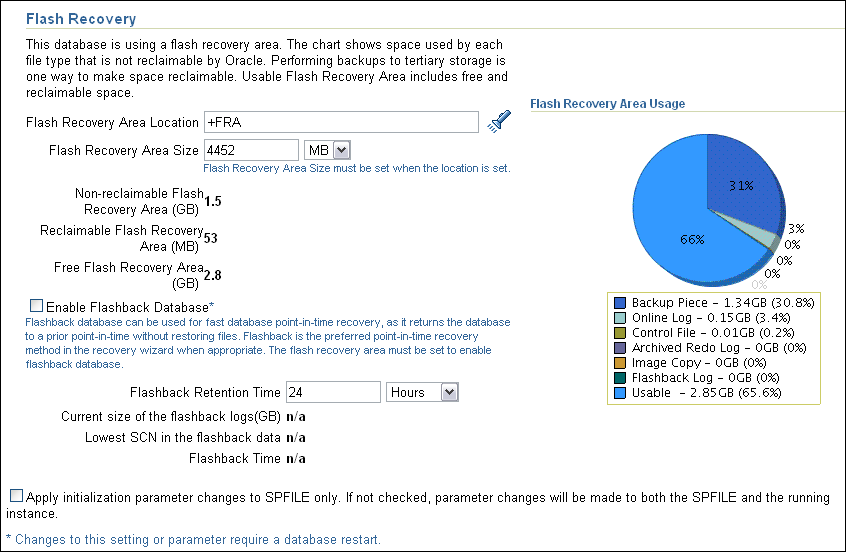 Flash Recovery
This database is using a flash recovery area. The chart shows space used by each
file type that is not reclaimable by Oracle. Performing backups to tertiary storage is
one way to make space reclaimable. Usable Flash Recovery Area includes free and
reclaimable space.
Flash Recovery Area Location +FRA
Flash Recovery Area Size 4452 MB
Flash Recovery Area Size must be set when the location is set.
Non-reclaimable Flash
Recovery Area (GB) 1.5
Reclaimable Flash Recovery
Area (MB) 53
Free Flash Recovery Area
(GB) 2.8
Enable Flashback Database*
Flashback database can be used for fast database point-in-time recovery, as it returns the database
to a prior point-in-time without restoring files. Flashback is the preferred point-in-time recovery
method in the recovery wizard when appropriate. The flash recovery area must be set to enable
flashback database.
Flashback Retention Time 24 Hours
Current size of the flashback logs(GB) n/a
Lowest SCN in the flashback data n/a
Flashback Time n/a
Flash Recovery Area Usage
31%
3%
0%
66%
0%
0%
0%
Backup Piece - 1.34GB (30.8%)
Online Log - 0.15GB (3.4%)
Control File - 0.01GB (0.2%)
Archived Redo Log - 0GB (0%)
Image Copy - 0GB (0%)
Flashback Log - 0GB (0%)
Usable - 2.85GB (65.6%)
Apply initialization parameter changes to SPFILE only. If not checked, parameter changes will be made to both the SPFILE and the running
instance.
* Changes to this setting or parameter require a database restart.